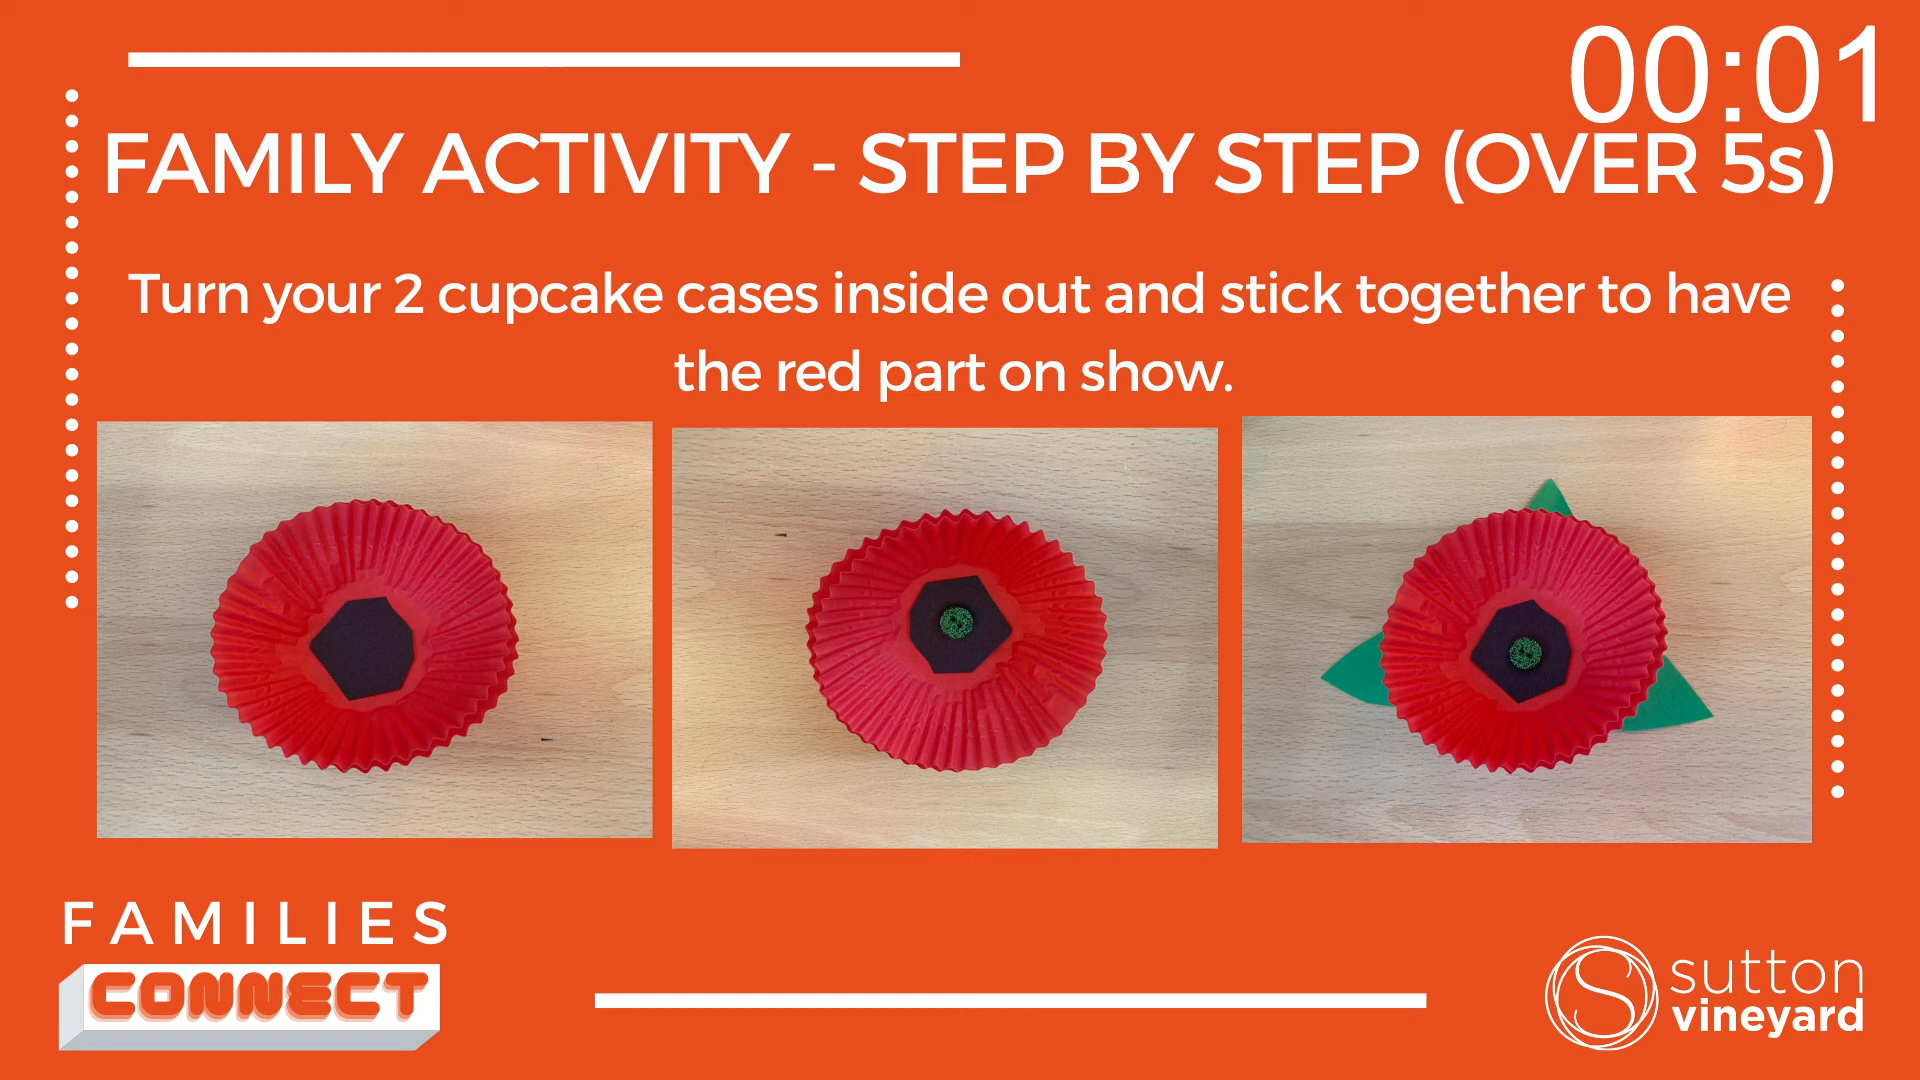 00:01
FAMILY ACTIVITY - STEP BY STEP (OVER 5s)
Turn your 2 cupcake cases inside out and stick together to have
the red part on show.
FAMILIES
CONNECT
sutton
vineyard